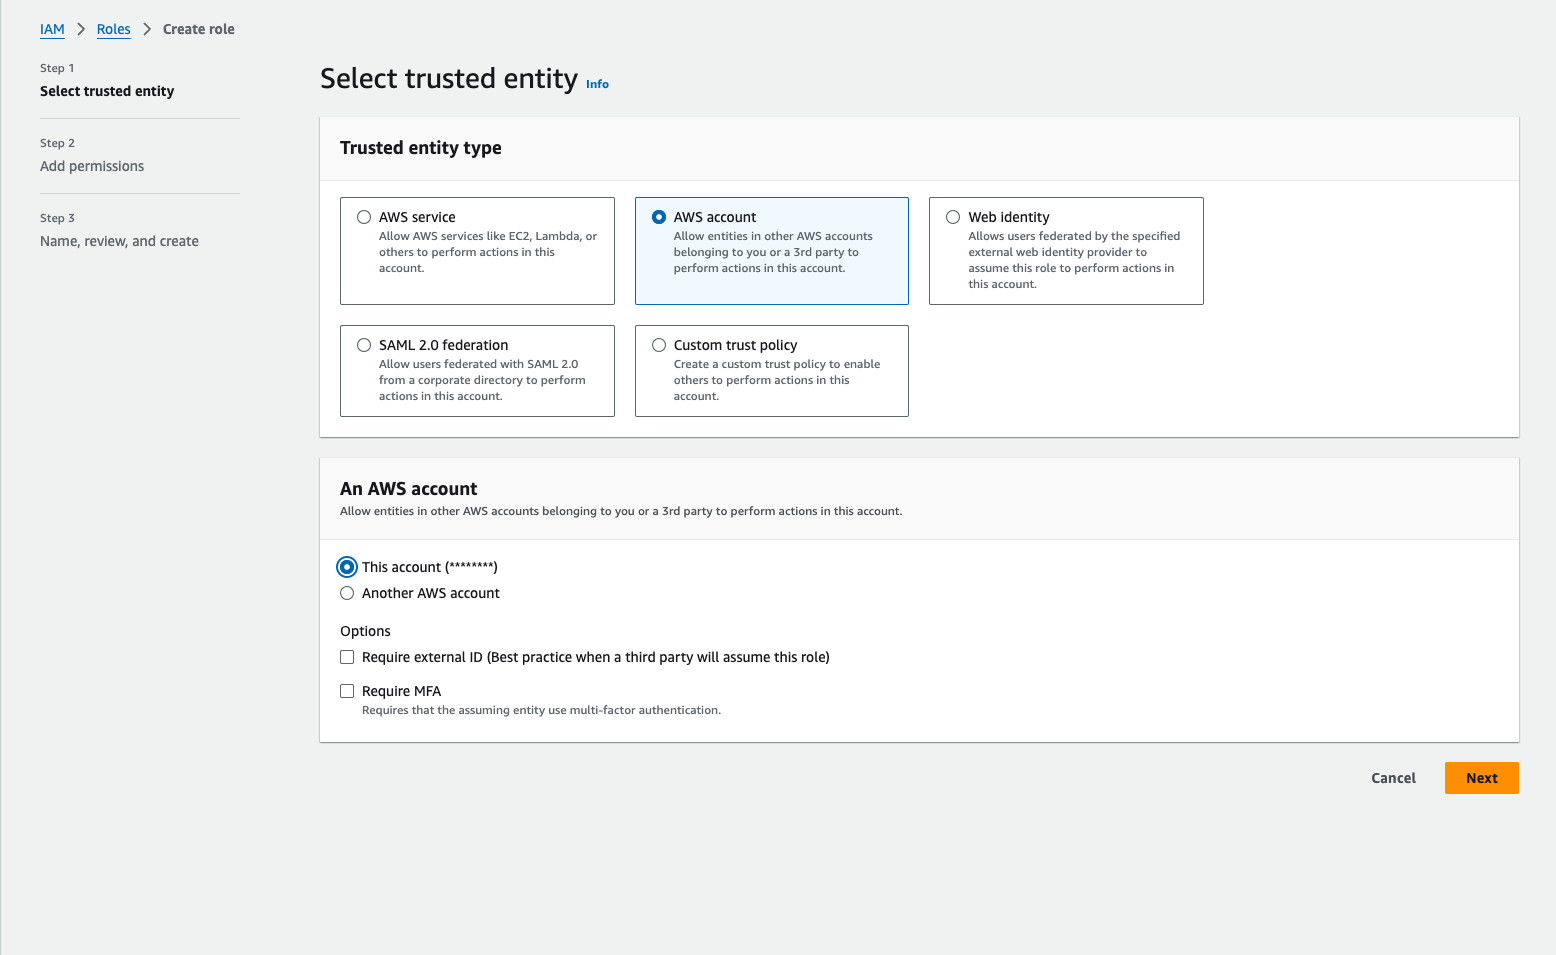 IAM > Roles > Create role
Step 1
Select trusted entity
Step 2
Add permissions
Step 3
Name, review, and create
Select trusted entity Info
Trusted entity type
AWS service
Allow AWS services like EC2, Lambda, or
others to perform actions in this
account.
AWS account
Allow entities in other AWS accounts
belonging to you or a 3rd party to
perform actions in this account.
Web identity
Allows users federated by the specified
external web identity provider to
assume this role to perform actions in
this account.
SAML 2.0 federation
Allow users federated with SAML 2.0
from a corporate directory to perform
actions in this account.
Custom trust policy
Create a custom trust policy to enable
others to perform actions in this
account.
An AWS account
Allow entities in other AWS accounts belonging to you or a 3rd party to perform actions in this account.
This account (********)
Another AWS account
Options
Require external ID (Best practice when a third party will assume this role)
Require MFA
Requires that the assuming entity use multi-factor authentication.
Cancel
Next